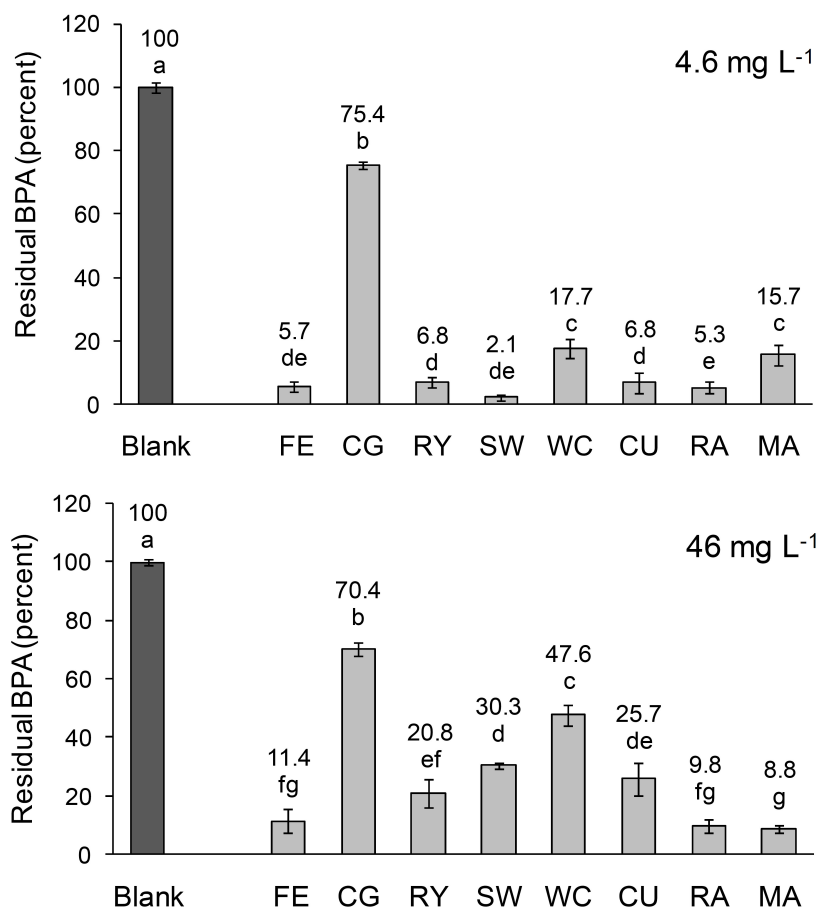 4.6 mg L-1
Residual BPA (percent)
120
100
80
60
40
20
0
100
a
5.7
de
75.4
b
6.8
d
2.1
de
17.7
c
6.8
d
5.3
e
15.7
c
Blank FE CG RY SW WC CU RA MA
46 mg L-1
Residual BPA (percent)
120
100
80
60
40
20
0
100
a
11.4
fg
70.4
b
20.8
ef
30.3
d
47.6
c
25.7
de
9.8
fg
8.8
g
Blank FE CG RY SW WC CU RA MA